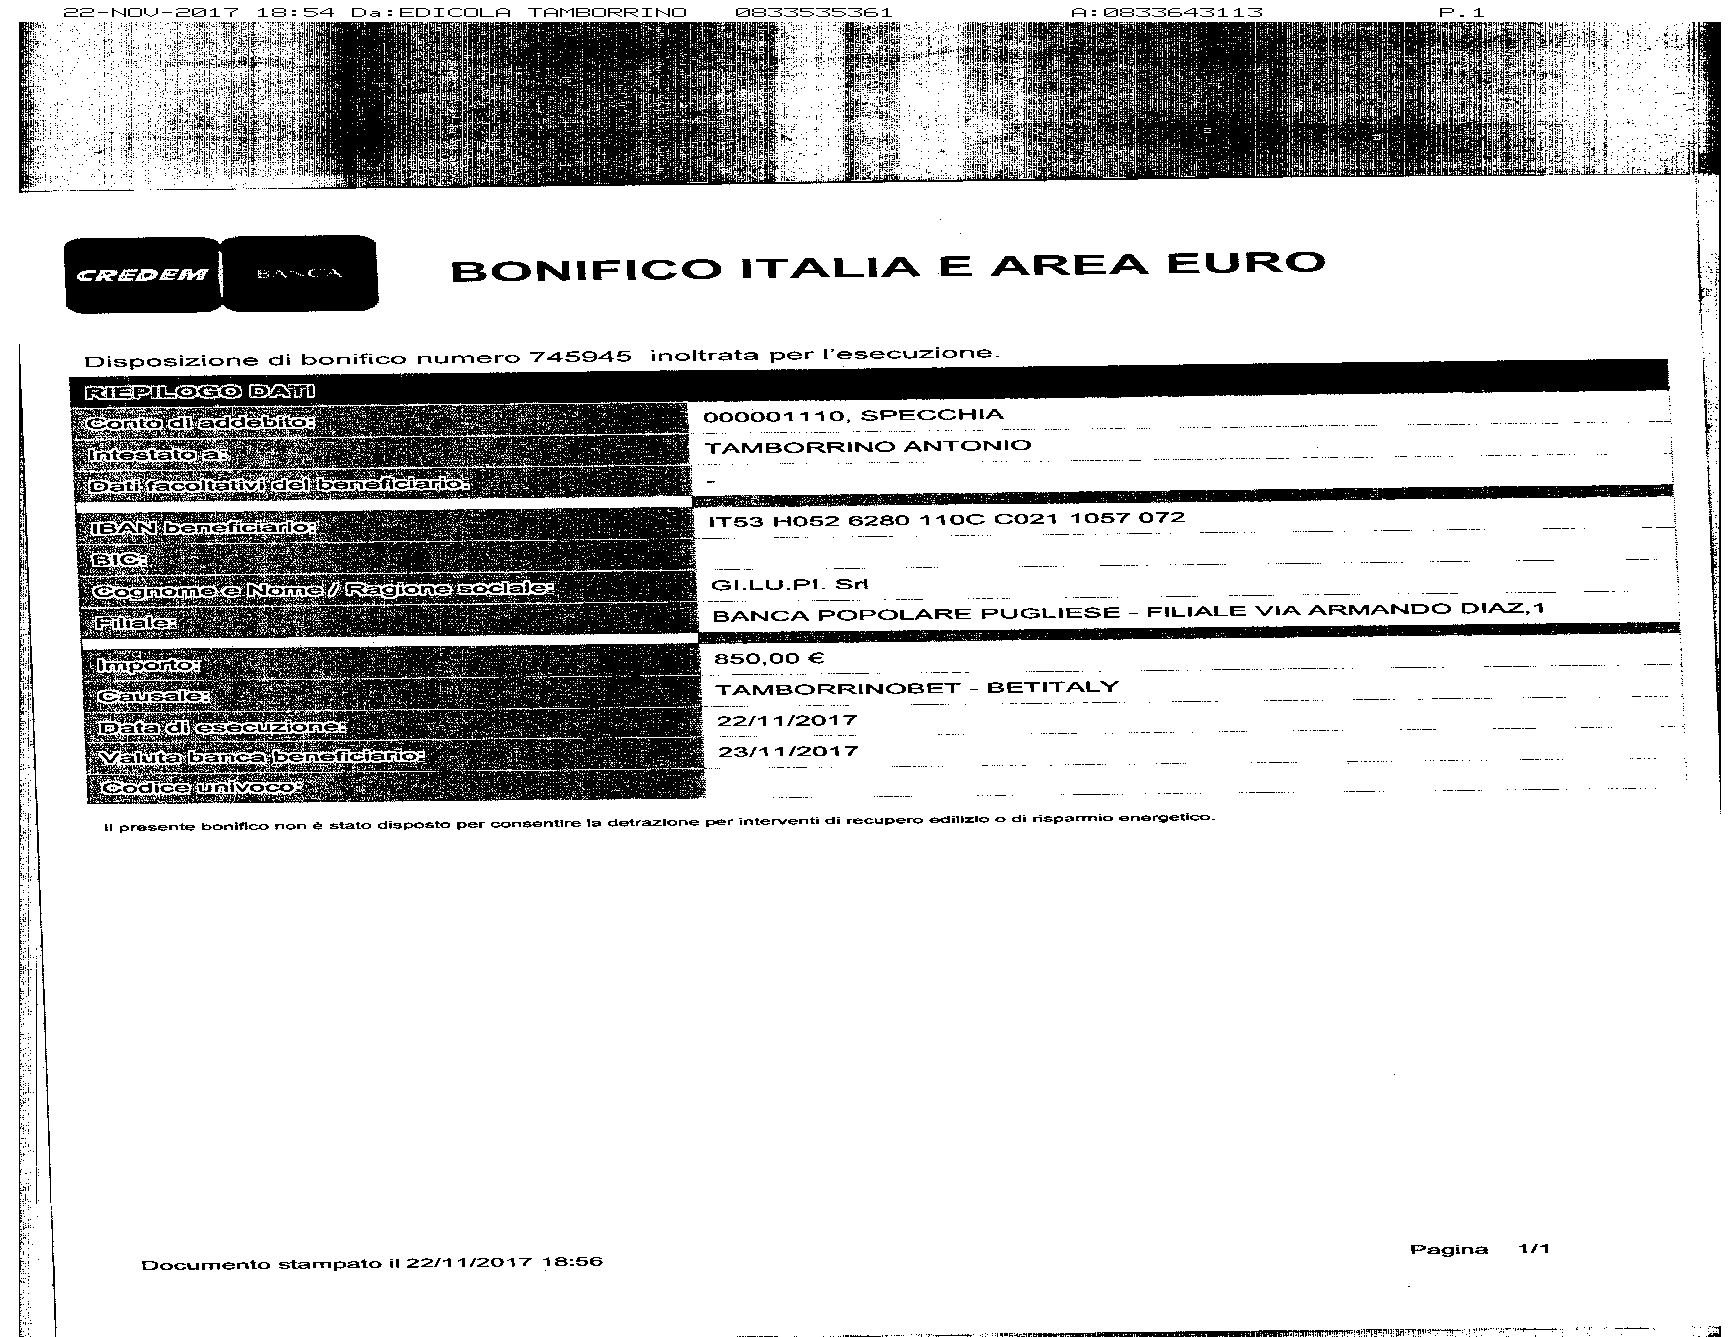 22-NOV-2017 18:54 Da:EDICOLA TAMBORRINO 0833535361 A:0833643113 P.1
CREDEM BANCA
BONIFICO ITALIA E AREA EURO
Disposizione di bonifico numero 745945 inoltrata per l'esecuzione.
RIEPILOGO DATI
Conto di addebito: 000001110, SPECCHIA
Intestato a: TAMBORRINO ANTONIO
Dati facoltativi del beneficiario: -
IBAN beneficiario: IT53 H052 6280 110C C021 1057 072
BIC:
Cognome e Nome / Ragione sociale: GI.LU.PI. Srl
Filiale: BANCA POPOLARE PUGLIESE - FILIALE VIA ARMANDO DIAZ,1
Importo: 850,00 €
Causale: TAMBORRINOBET - BETITALY
Data di esecuzione: 22/11/2017
Valuta banca beneficiario: 23/11/2017
Codice univoco:
Il presente bonifico non è stato disposto per consentire la detrazione per interventi di recupero edilizio o di risparmio energetico.
Documento stampato il 22/11/2017 18:56
Pagina 1/1